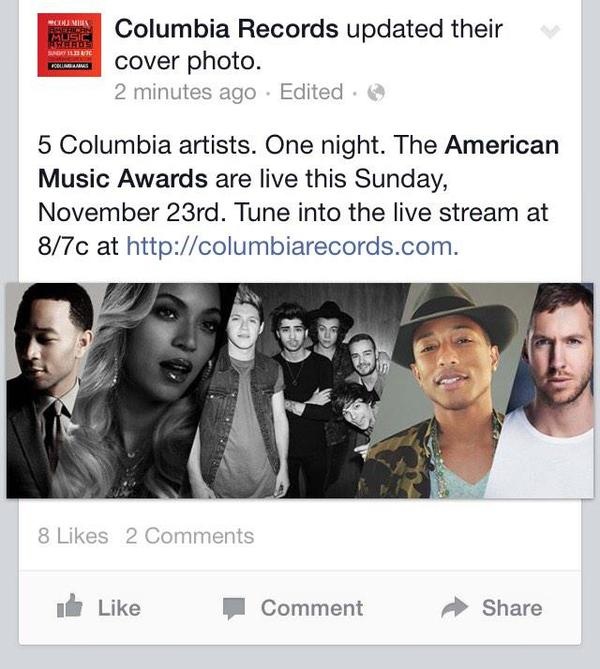 Columbia Records updated their
cover photo.
2 minutes ago · Edited ·
COLUMBIA
AMERICAN
MUSIC
AWARDS
SUNDAY 11.23 8/7C
#COLUMBIAAMAS
5 Columbia artists. One night. The American
Music Awards are live this Sunday,
November 23rd. Tune into the live stream at
8/7c at http://columbiarecords.com.
8 Likes 2 Comments
Like Comment Share